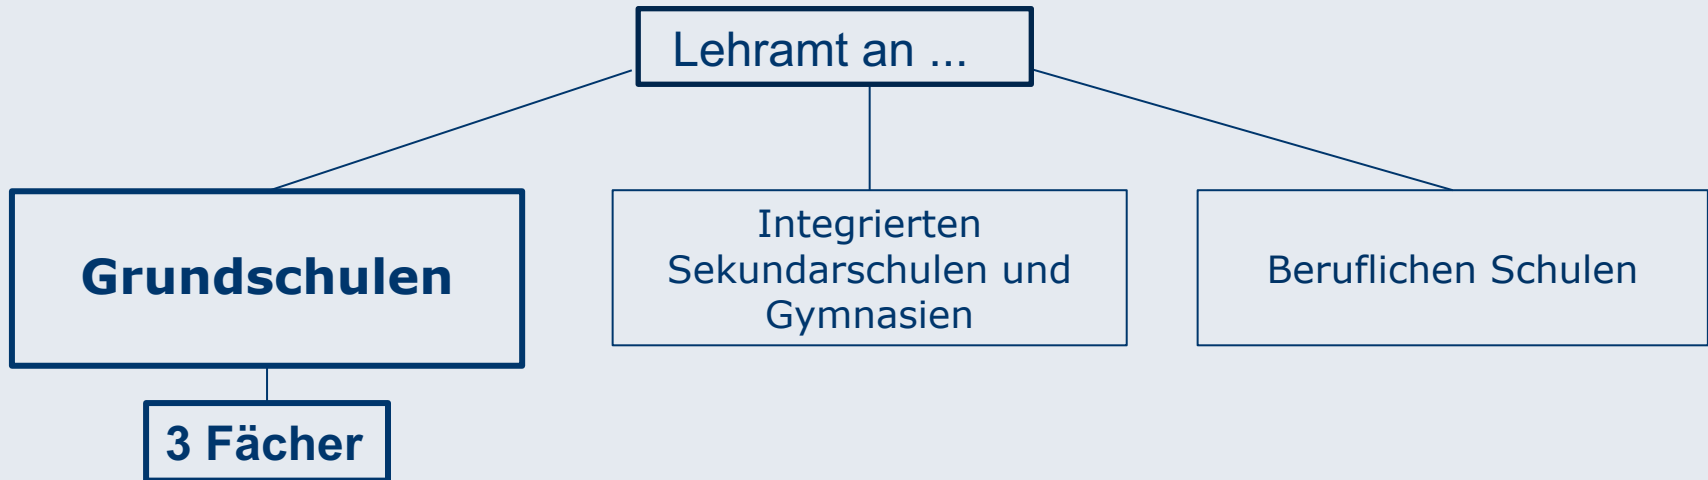 Lehramt an ...
Grundschulen
Integrierten
Sekundarschulen und
Gymnasien
Beruflichen Schulen
3 Fächer